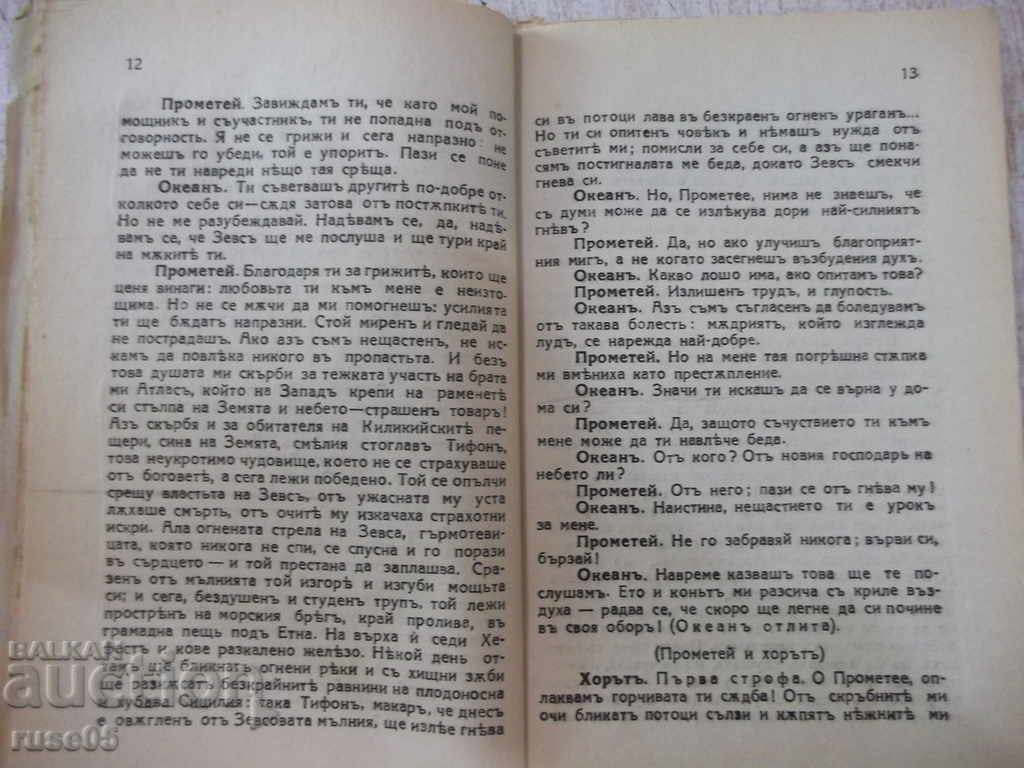 12
Прометей. Завиждамъ ти, че като мой по-
мощникъ и съучастникъ, ти не попадна подъ от-
говорность. Я не се грижи и сега напразно: не
можешъ го убеди, той е упоритъ. Пази се поне
да не ти навреди нѣщо тая срѣща.
Океанъ. Ти съветвашъ другитѣ по-добре от-
колкото себе си—сѫдя затова отъ постѫпкитѣ ти.
Но не ме разубеждавай. Надѣвамъ се, да, надѣ-
вамъ се, че Зевсъ ще ме послуша и ще тури край
на мѫкитѣ ти.
Прометей. Благодаря ти за грижитѣ, които ще
ценя винаги: любовьта ти къмъ мене е неизто-
щима. Но не се мѫчи да ми помогнешъ; усилията
ти ще бѫдатъ напразни. Стой миренъ и гледай да
не пострадашъ. Ако азъ съмъ нещастенъ, не ис-
камъ да повлѣка никого въ пропастьта. И безъ
това душата ми скърби за тежката участь на брата
ми Атласъ, който на Западъ крепи на раменетѣ
си стълпа на Земята и небето—страшенъ товаръ!
Азъ скърбя и за обитателя на Киликийскитѣ пе-
щери, сина на Земята, смѣлия стоглавъ Тифонъ,
това неукротимо чудовище, което не се страхуваше
отъ боговетѣ, а сега лежи победено. Той се опълчи
срещу властьта на Зевсъ, отъ ужасната му уста
лѫхаше смърть, отъ очитѣ му изкачаха страхотни
искри. Ала огнената стрела на Зевса, гърмотеви-
цата, която никога не спи, се спусна и го порази
въ сърдцето — и той престана да заплашва. Сра-
зенъ отъ мълнията той изгорѣ и изгуби мощьта
си; и сега, бездушенъ и студенъ трупъ, той лежи
прострѣнъ на морския брѣгъ, край пролива, въ
грамадна пещь подъ Етна. На върха ѝ седи Хе-
фестъ и кове разкалено желѣзо. Нѣкой день от-
тамъ ще бликнатъ огнени рѣки и съ хищни зѫби
ще разяждатъ безкрайнитѣ равнини на плодоносна
и хубава Сицилия: така Тифонъ, макаръ, че днесъ
е овѫгленъ отъ Зевсовата мълния, ще излѣе гнѣва
13
си въ потоци лава въ безкраенъ огненъ ураганъ...
Но ти си опитенъ човѣкъ и нѣмашъ нужда отъ
съветитѣ ми; помисли за себе си, а азъ ще пона-
сямъ постигналата ме беда, докато Зевсъ смекчи
гнева си.
Океанъ. Но, Прометее, нима не знаешъ, че
съ думи може да се излѣкува дори най-силниятъ
гнѣвъ?
Прометей. Да, но ако улучишъ благоприят-
ния мигъ, а не когато засегнешъ възбудения духъ.
Океанъ. Какво лошо има, ако опитамъ това?
Прометей. Излишенъ трудъ, и глупость.
Океанъ. Азъ съмъ съгласенъ да боледувамъ
отъ такава болесть: мѫдриятъ, който изглежда
лудъ, се нарежда най-добре.
Прометей. Но на мене тая погрѣшна стѫпка
ми вмѣниха като престѫпление.
Океанъ. Значи ти искашъ да се върна у до-
ма си?
Прометей. Да, защото съчуствието ти къмъ
мене може да ти навлѣче беда.
Океанъ. Отъ кого? Отъ новия господарь на
небето ли?
Прометей. Отъ него; пази се отъ гнѣва му!
Океанъ. Наистина, нещастието ти е урокъ
за мене.
Прометей. Не го забравяй никога; върви си,
бързай!
Океанъ. Навреме казвашъ това ще те по-
слушамъ. Ето и коньтъ ми разсича съ криле въз-
духа — радва се, че скоро ще легне да си почине
въ своя оборъ! (Океанъ отлита).
(Прометей и хорътъ)
Хорътъ. Първа строфа. О Прометее, оп-
лаквамъ горчивата ти сѫдба! Отъ скръбнитѣ ми
очи бликатъ потоци сълзи и кѫпятъ нѣжнитѣ ми
BALKAN
auction
ruse05